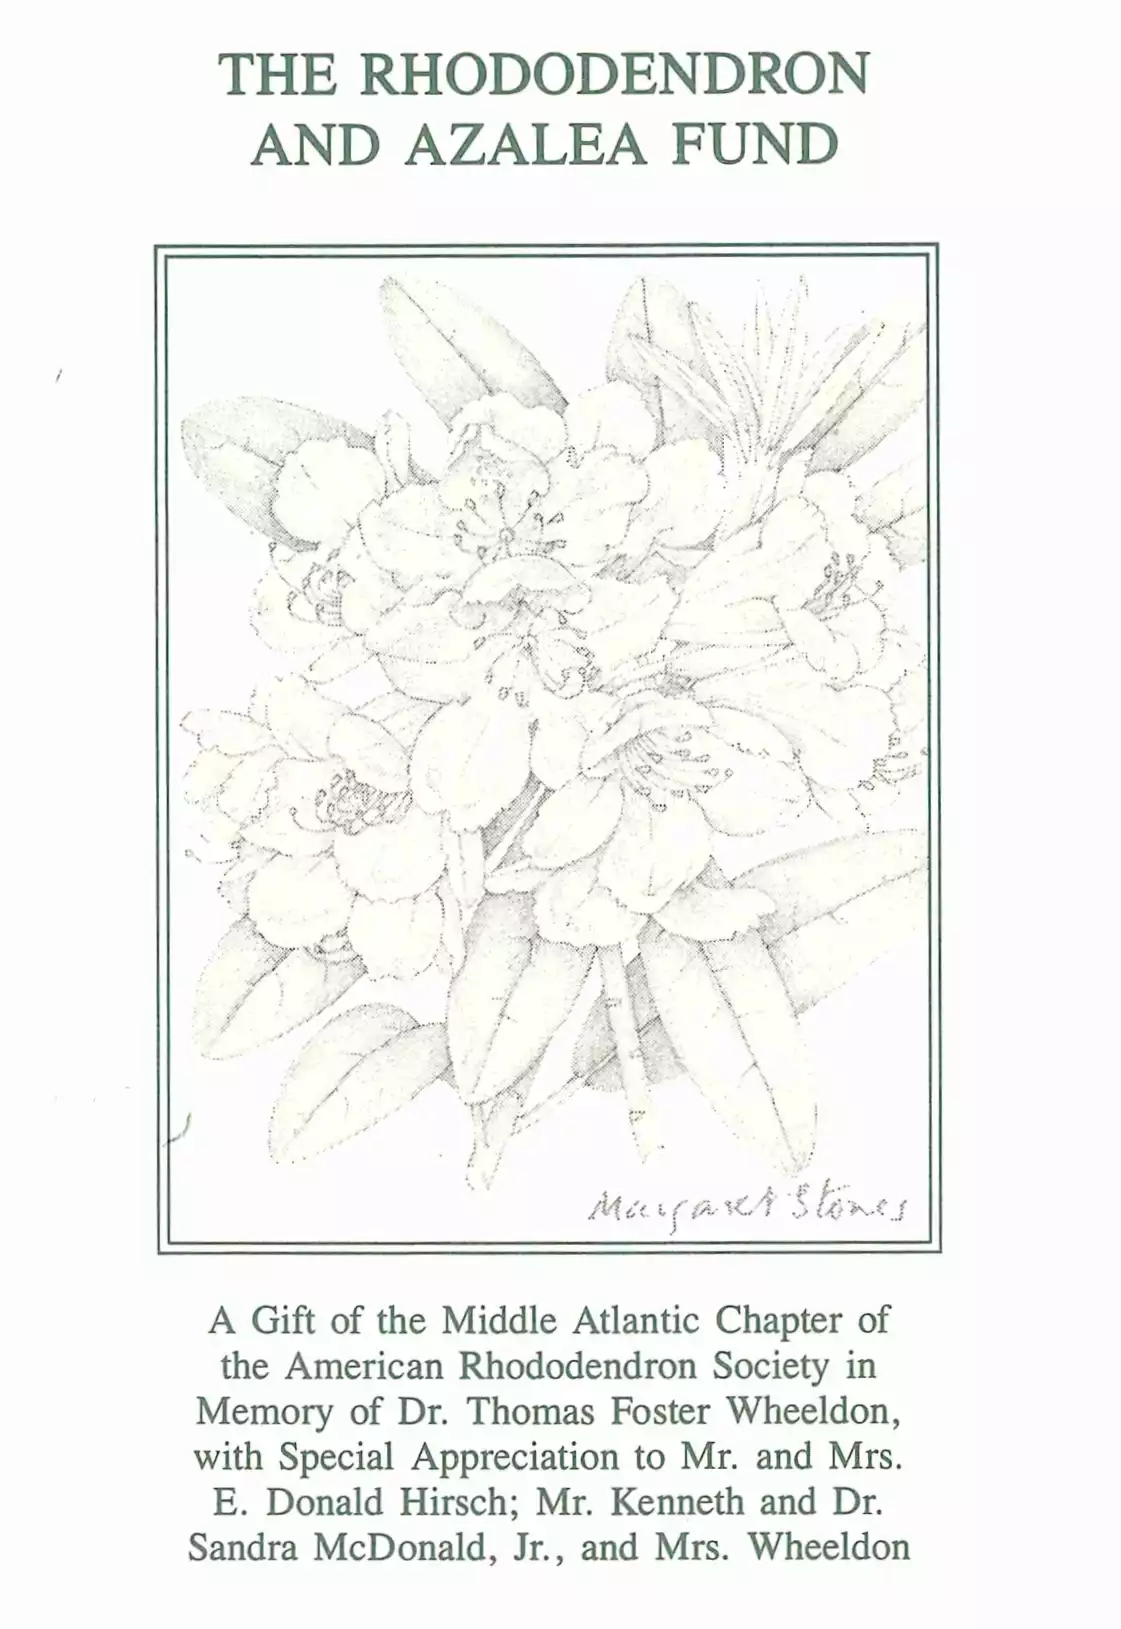 THE RHODODENDRON
AND AZALEA FUND
Margaret Stones
A Gift of the Middle Atlantic Chapter of
the American Rhododendron Society in
Memory of Dr. Thomas Foster Wheeldon,
with Special Appreciation to Mr. and Mrs.
E. Donald Hirsch; Mr. Kenneth and Dr.
Sandra McDonald, Jr., and Mrs. Wheeldon